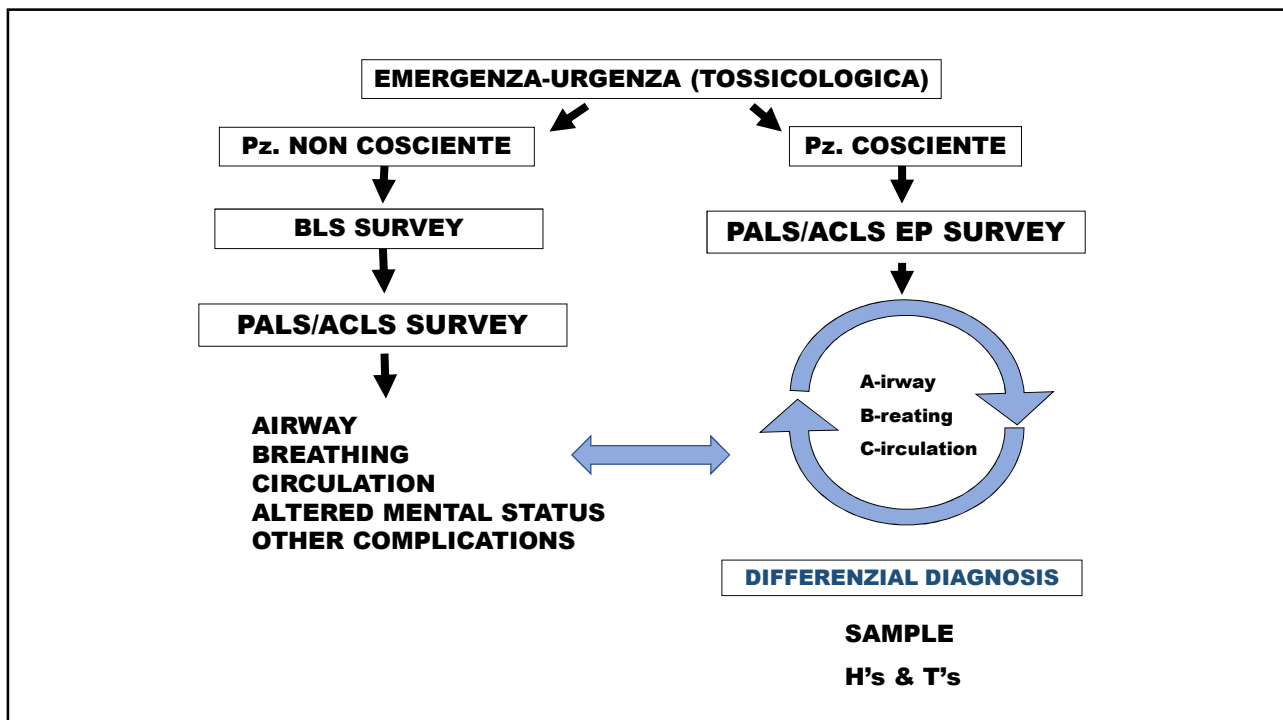 EMERGENZA-URGENZA (TOSSICOLOGICA)
Pz. NON COSCIENTE
BLS SURVEY
PALS/ACLS SURVEY
AIRWAY
BREATHING
CIRCULATION
ALTERED MENTAL STATUS
OTHER COMPLICATIONS
Pz. COSCIENTE
PALS/ACLS EP SURVEY
A-irway
B-reating
C-irculation
DIFFERENZIAL DIAGNOSIS
SAMPLE
H's & T's